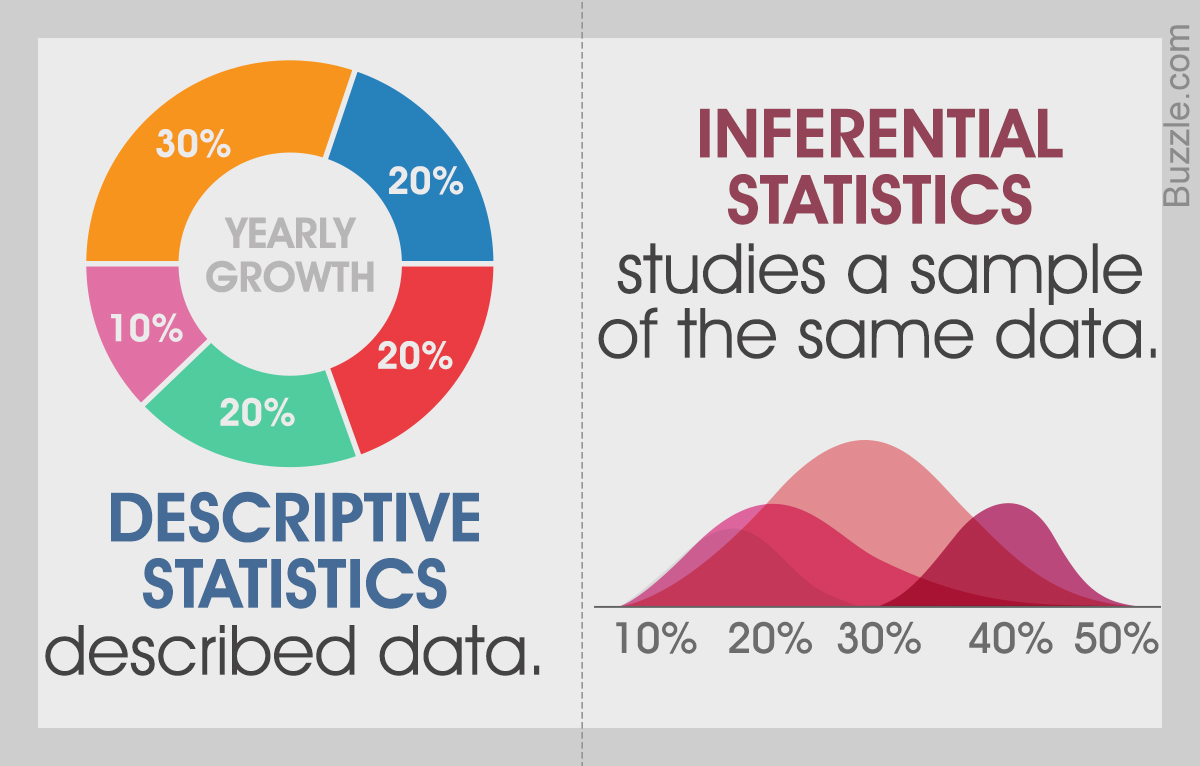 30%
20%
YEARLY
GROWTH
10%
20%
20%
DESCRIPTIVE
STATISTICS
described data.
INFERENTIAL
STATISTICS
studies a sample
of the same data.
10% 20% 30% 40% 50%
Buzzle.com